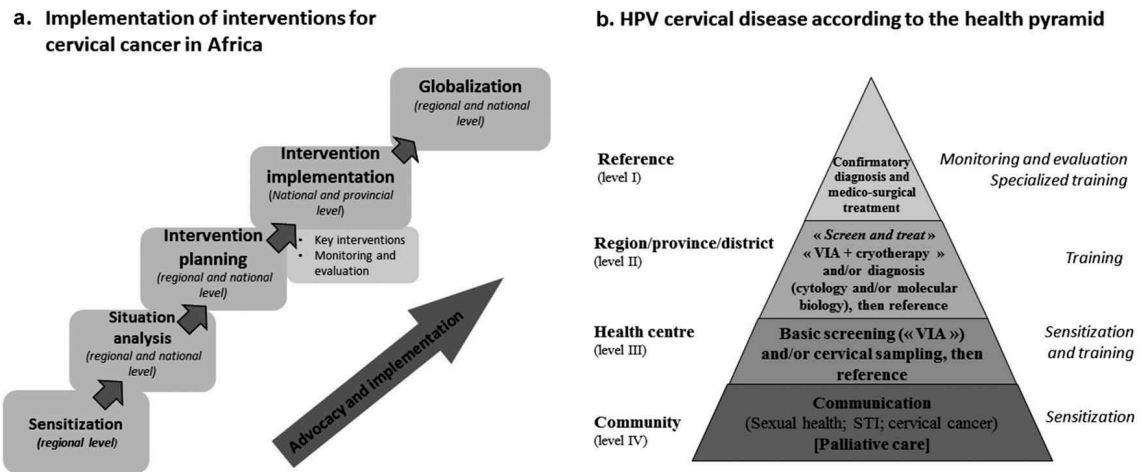 a. Implementation of interventions for
cervical cancer in Africa
Globalization
(regional and national
level)
Intervention
implementation
(National and provincial
level)
• Key interventions
• Monitoring and
evaluation
Intervention
planning
(regional and national
level)
Situation
analysis
(regional and national
level)
Sensitization
(regional level)
Advocacy and implementation
b. HPV cervical disease according to the health pyramid
Reference
(level I)
Confirmatory
diagnosis and
medico-surgical
treatment
Monitoring and evaluation
Specialized training
Region/province/district
(level II)
« Screen and treat »
« VIA + cryotherapy »
and/or diagnosis
(cytology and/or molecular
biology), then reference
Training
Health centre
(level III)
Basic screening (« VIA »)
and/or cervical sampling, then
reference
Sensitization
and training
Community
(level IV)
Communication
(Sexual health; STI; cervical cancer)
[Palliative care]
Sensitization